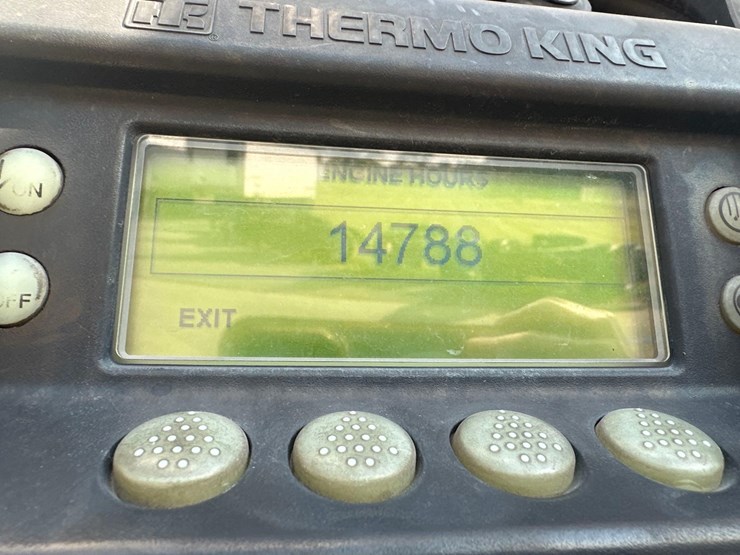 THERMO KING
ENGINE HOURS
ON
14788
OFF
EXIT